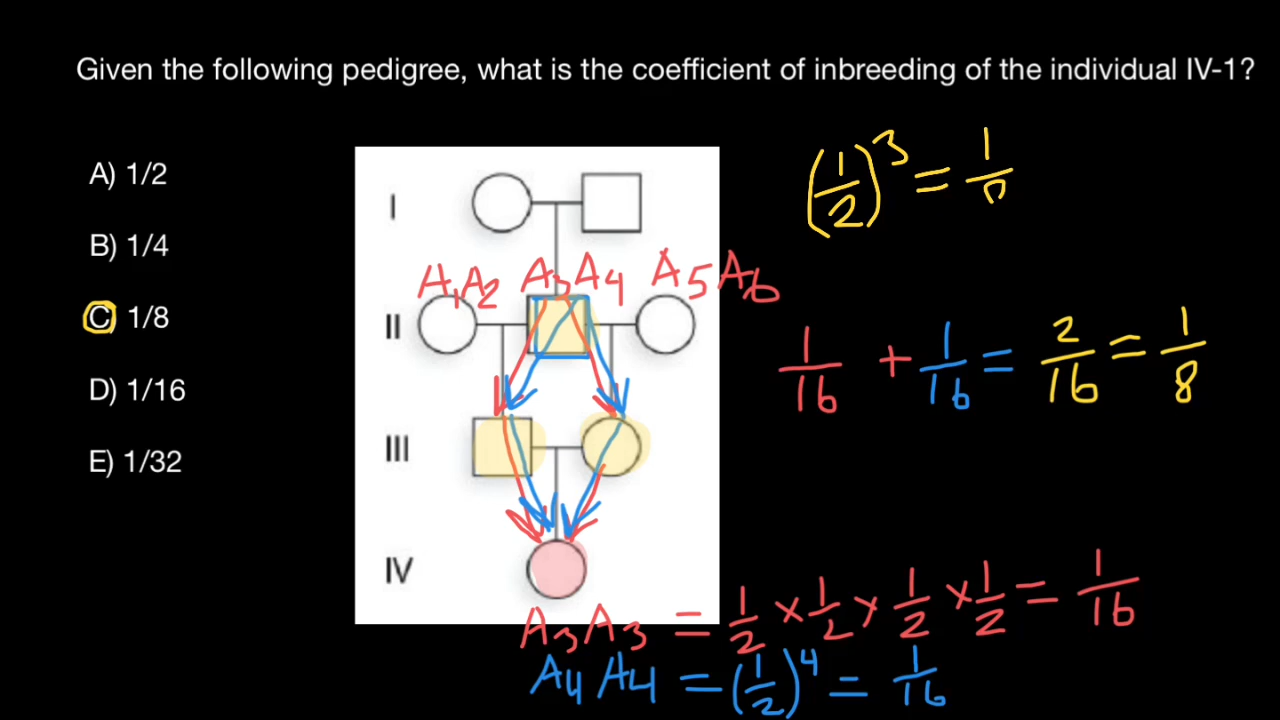 Given the following pedigree, what is the coefficient of inbreeding of the individual IV-1?
(1/2)^3 = 1/
A) 1/2
I
B) 1/4
A1A2 A3A4 A5A6
C) 1/8
II
1/16 + 1/16 = 2/16 = 1/8
D) 1/16
III
E) 1/32
IV
A3A3 = 1/2 × 1/2 × 1/2 × 1/2 = 1/16
A4A4 = (1/2)^4 = 1/16